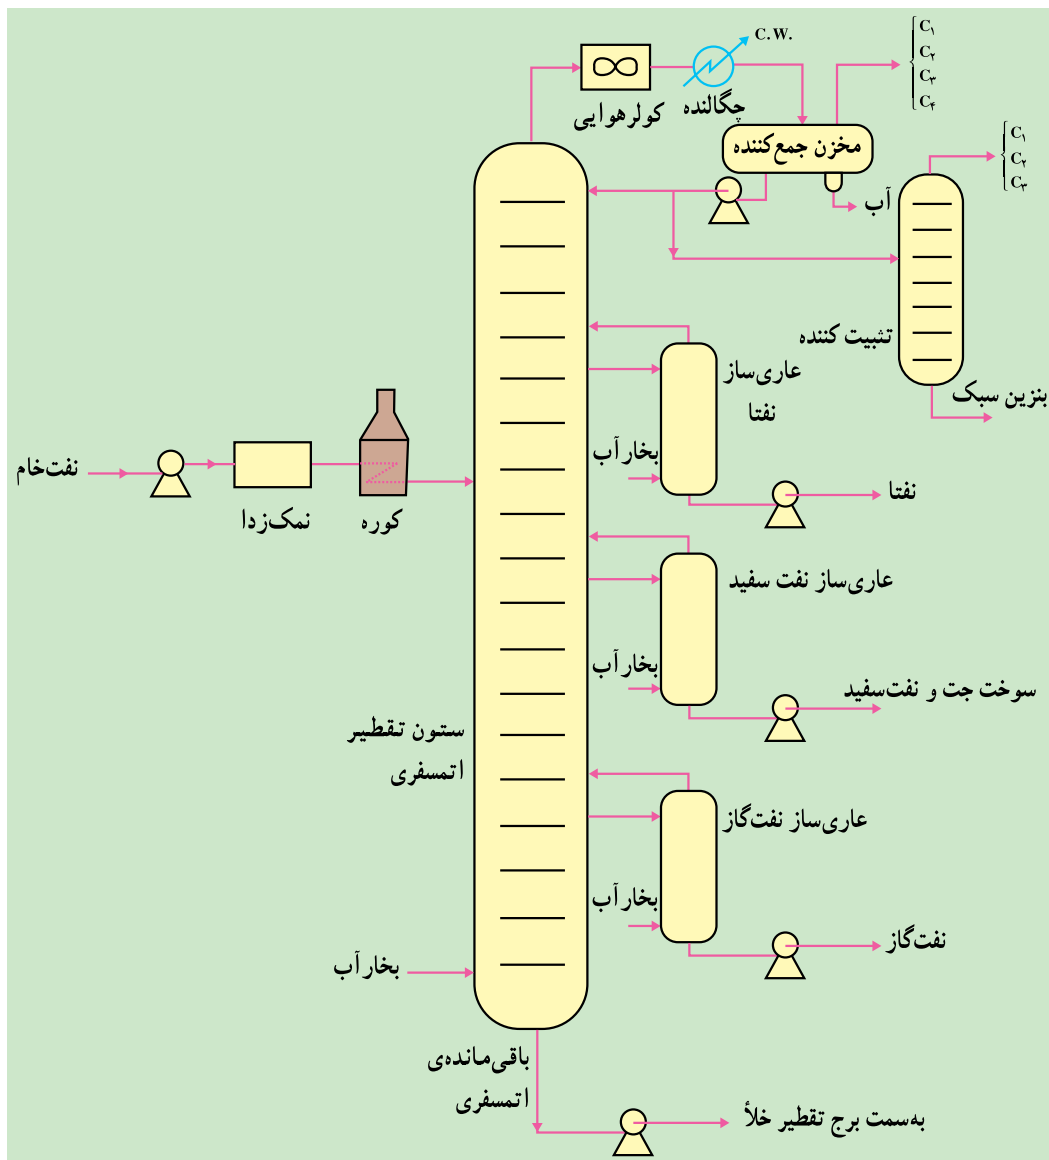 C.W.
C۱
C۲
C۳
C۴
کولرهوایی
چگالنده
مخزن جمع‌کننده
آب
C۱
C۲
C۳
تثبیت کننده
بنزین سبک
عاری‌ساز
نفتا
بخار آب
نفتا
نفت‌خام
نمک‌زدا
کوره
عاری‌ساز نفت سفید
بخار آب
سوخت جت و نفت‌سفید
ستون تقطیر
اتمسفری
عاری‌ساز نفت‌گاز
بخار آب
نفت‌گاز
بخار آب
باقی‌مانده‌ی
اتمسفری
به‌سمت برج تقطیر خلأ